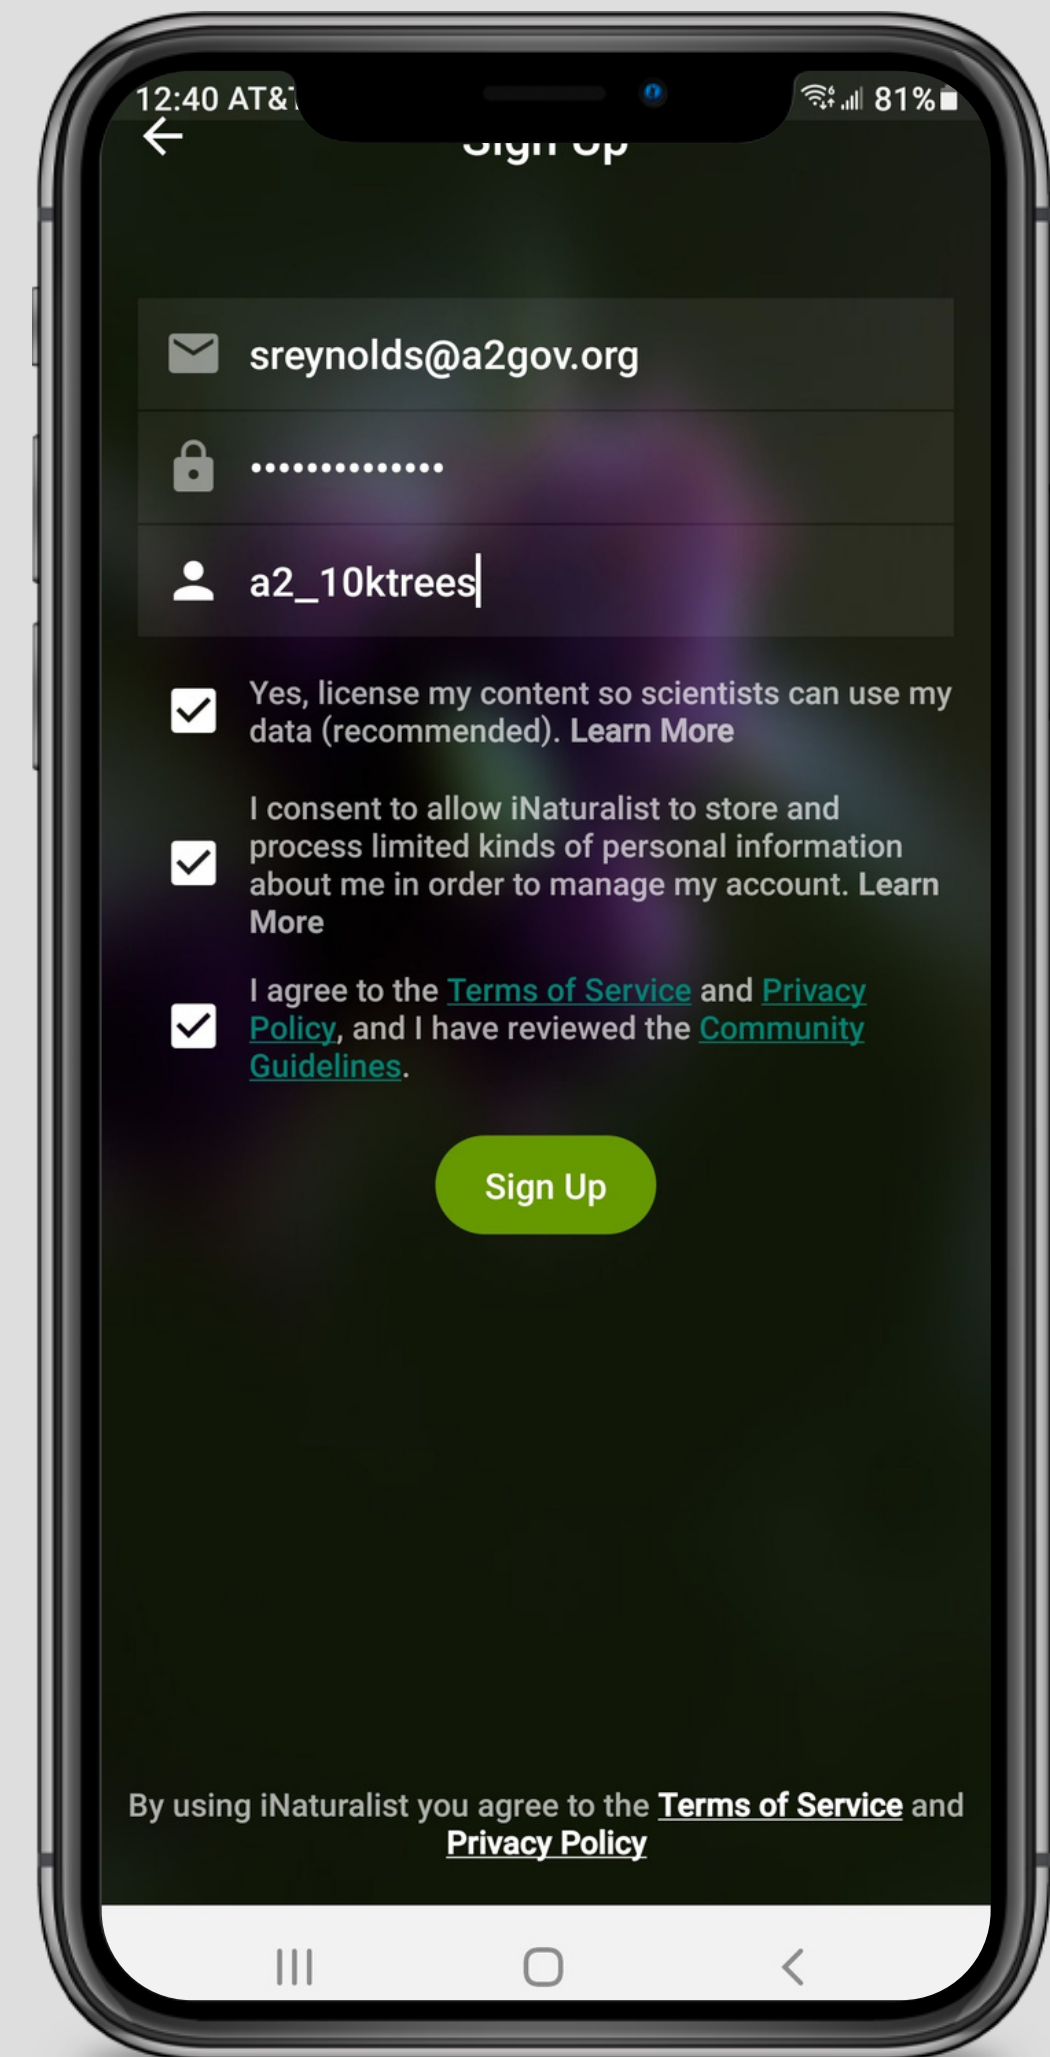 12:40 AT&T
81%
Sign Up
sreynolds@a2gov.org
••••••••••••••
a2_10ktrees
Yes, license my content so scientists can use my
data (recommended). Learn More
I consent to allow iNaturalist to store and
process limited kinds of personal information
about me in order to manage my account. Learn
More
I agree to the Terms of Service and Privacy
Policy, and I have reviewed the Community
Guidelines.
Sign Up
By using iNaturalist you agree to the Terms of Service and
Privacy Policy